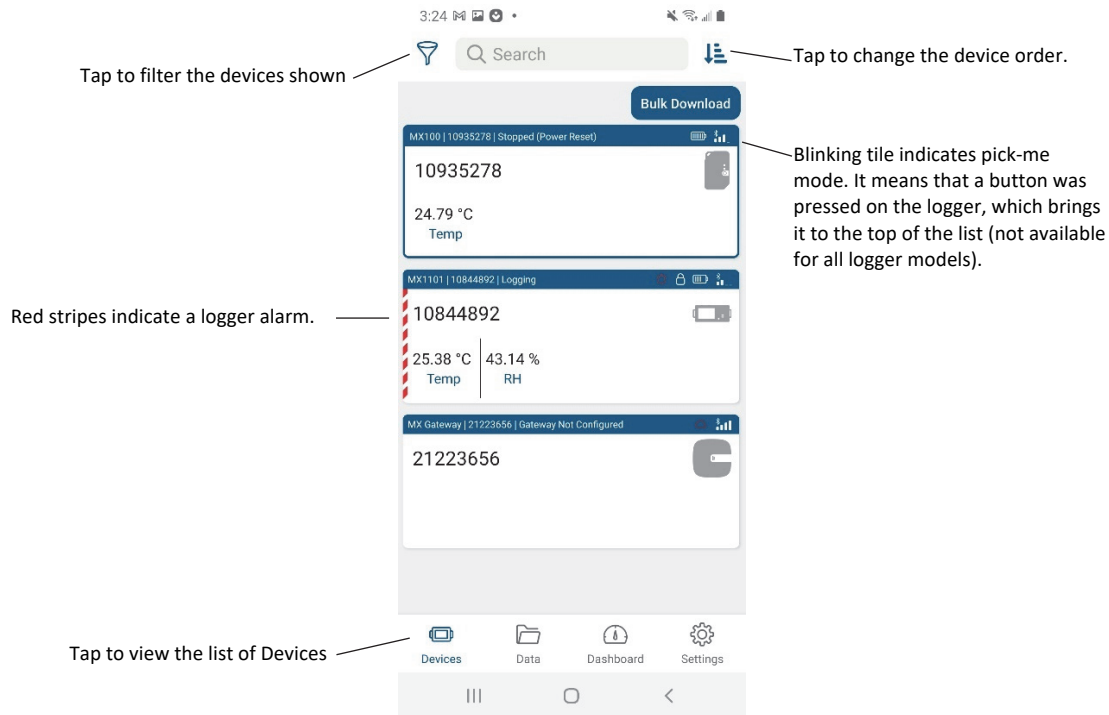 3:24
Tap to filter the devices shown
Search
Tap to change the device order.
Bulk Download
MX100 | 10935278 | Stopped (Power Reset)
10935278
24.79 °C
Temp
Blinking tile indicates pick-me
mode. It means that a button was
pressed on the logger, which brings
it to the top of the list (not available
for all logger models).
MX1101 | 10844892 | Logging
Red stripes indicate a logger alarm.
10844892
25.38 °C 43.14 %
Temp RH
MX Gateway | 21223656 | Gateway Not Configured
21223656
Tap to view the list of Devices
Devices Data Dashboard Settings